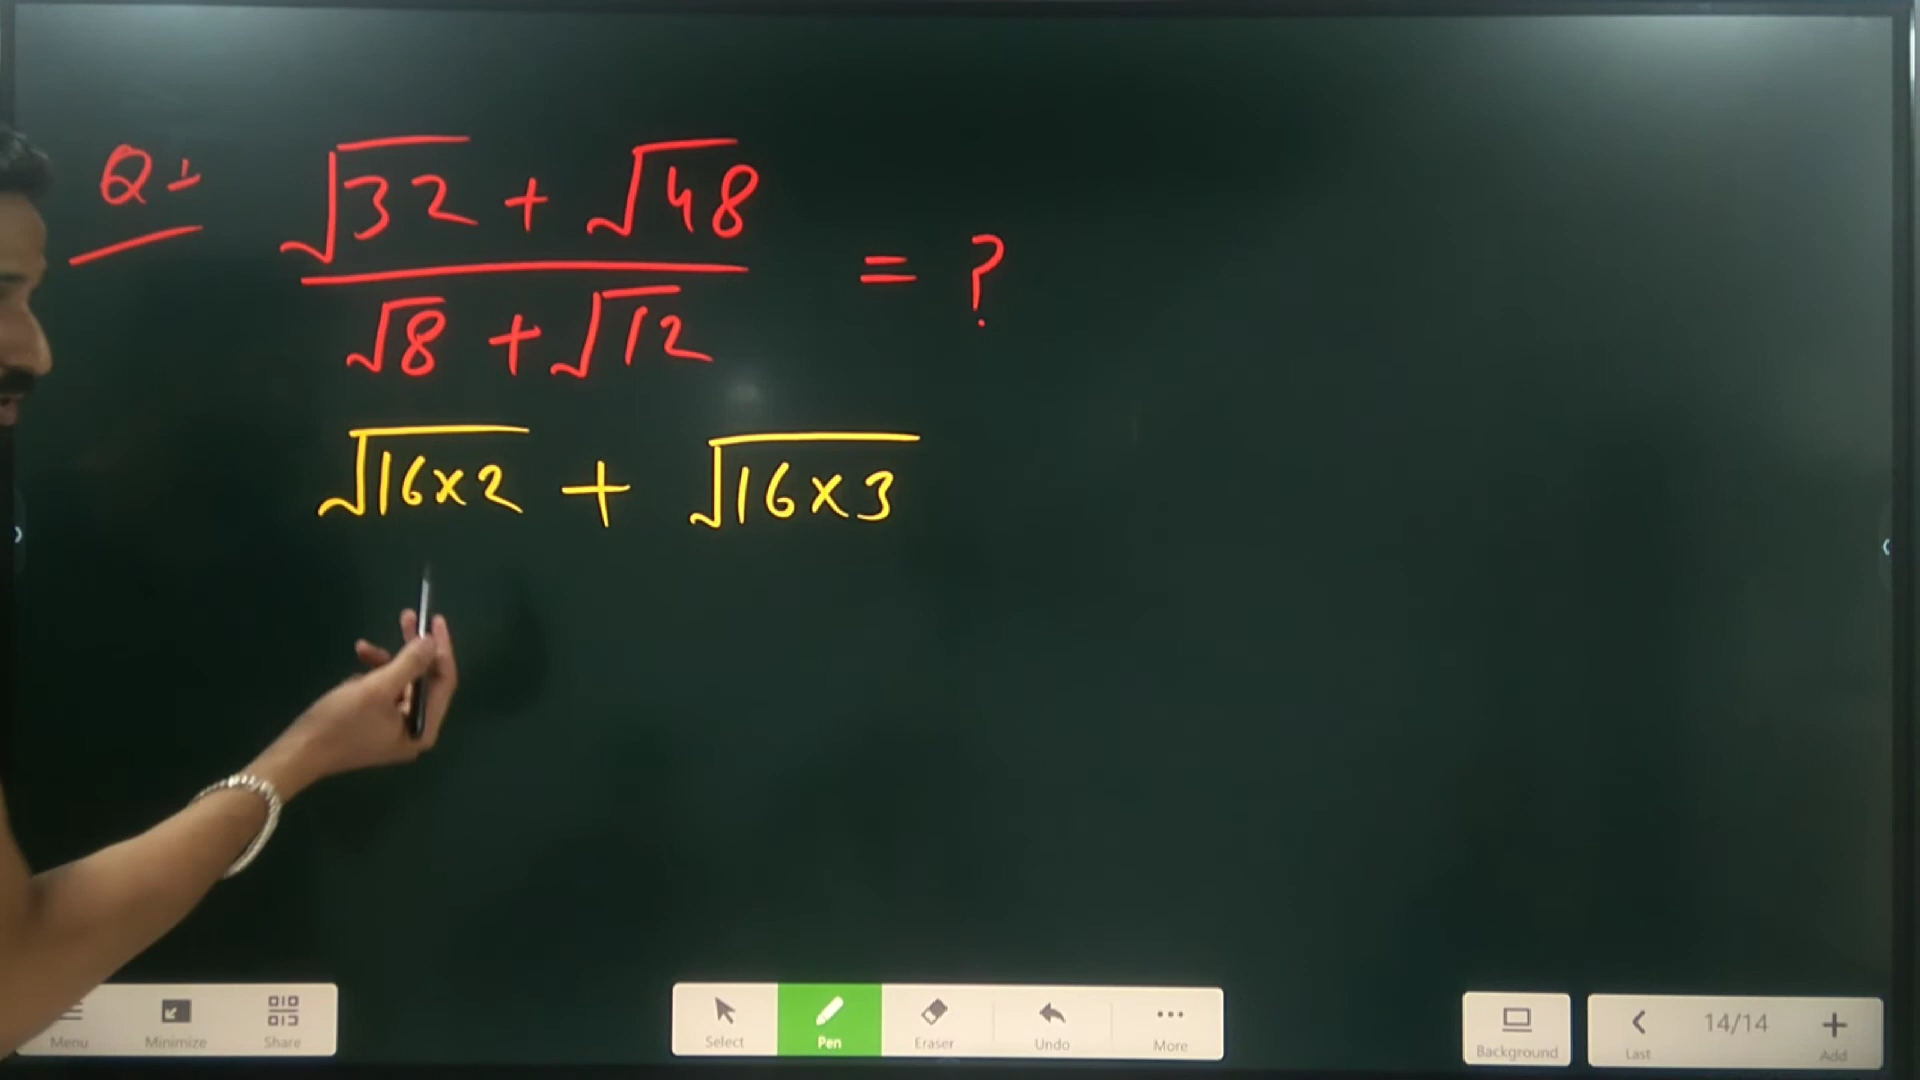 Q1
√32 + √48
= ?
√8 + √12
√16×2 + √16×3
Menu Minimize Share Select Pen Eraser Undo More Background Last 14/14 Add